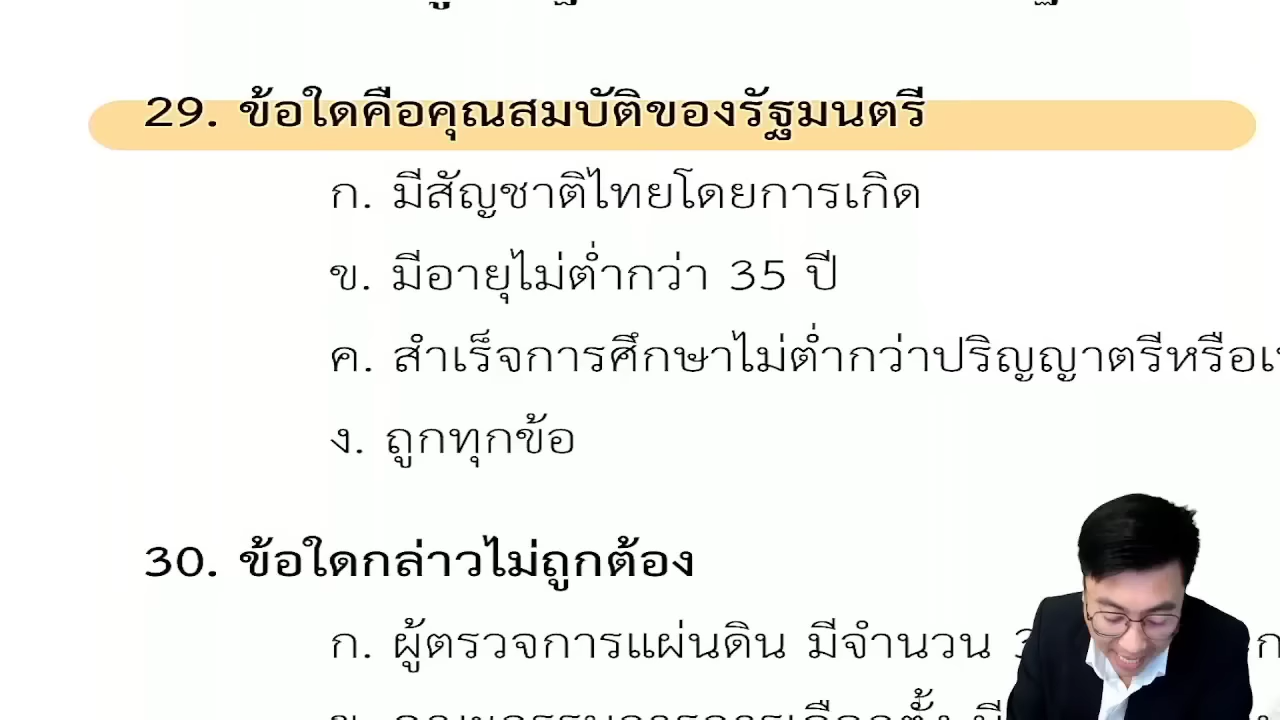 29. ข้อใดคือคุณสมบัติของรัฐมนตรี
ก. มีสัญชาติไทยโดยการเกิด
ข. มีอายุไม่ต่ำกว่า 35 ปี
ค. สำเร็จการศึกษาไม่ต่ำกว่าปริญญาตรีหรือ
ง. ถูกทุกข้อ
30. ข้อใดกล่าวไม่ถูกต้อง
ก. ผู้ตรวจการแผ่นดิน มีจำนวน